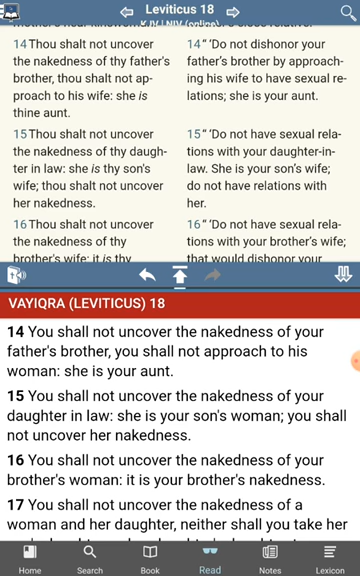 Leviticus 18
KJV | NIV (online)
14 Thou shalt not uncover
the nakedness of thy father's
brother, thou shalt not ap-
proach to his wife: she is
thine aunt.
15 Thou shalt not uncover
the nakedness of thy daugh-
ter in law: she is thy son's
wife; thou shalt not uncover
her nakedness.
16 Thou shalt not uncover
the nakedness of thy
brother's wife: it is thy
14 “ ‘Do not dishonor your
father’s brother by approach-
ing his wife to have sexual re-
lations; she is your aunt.
15 “ ‘Do not have sexual rela-
tions with your daughter-in-
law. She is your son’s wife;
do not have relations with
her.
16 “ ‘Do not have sexual rela-
tions with your brother’s wife;
that would dishonor your
VAYIQRA (LEVITICUS) 18
14 You shall not uncover the nakedness of your
father's brother, you shall not approach to his
woman: she is your aunt.
15 You shall not uncover the nakedness of your
daughter in law: she is your son's woman; you shall
not uncover her nakedness.
16 You shall not uncover the nakedness of your
brother's woman: it is your brother's nakedness.
17 You shall not uncover the nakedness of a
woman and her daughter, neither shall you take her
Home
Search
Book
Read
Notes
Lexicon